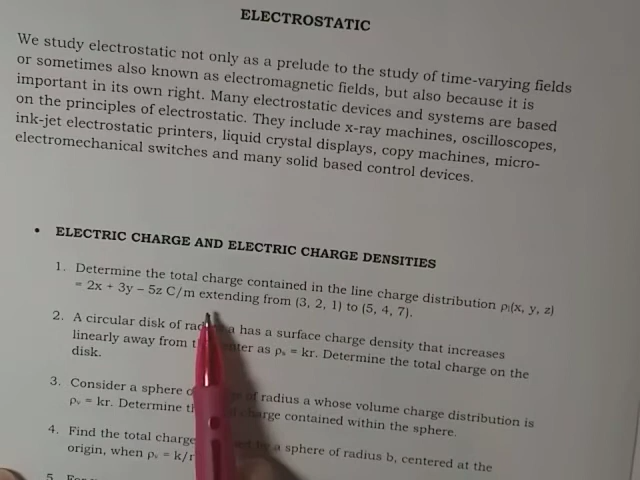 ELECTROSTATIC
We study electrostatic not only as a prelude to the study of time-varying fields
or sometimes also known as electromagnetic fields, but also because it is
important in its own right. Many electrostatic devices and systems are based
on the principles of electrostatic. They include x-ray machines, oscilloscopes,
ink-jet electrostatic printers, liquid crystal displays, copy machines, micro-
electromechanical switches and many solid based control devices.
• ELECTRIC CHARGE AND ELECTRIC CHARGE DENSITIES
1. Determine the total charge contained in the line charge distribution ρₗ(x, y, z)
= 2x + 3y – 5z C/m extending from (3, 2, 1) to (5, 4, 7).
2. A circular disk of a has a surface charge density that increases
linearly away from as ρₛ = kr. Determine the total charge on the
disk.
3. Consider a sphere of radius a whose volume charge distribution is
ρᵥ = kr. Determine charge contained within the sphere.
4. Find the total charge by a sphere of radius b, centered at the
origin, when ρᵥ = k/r
5.